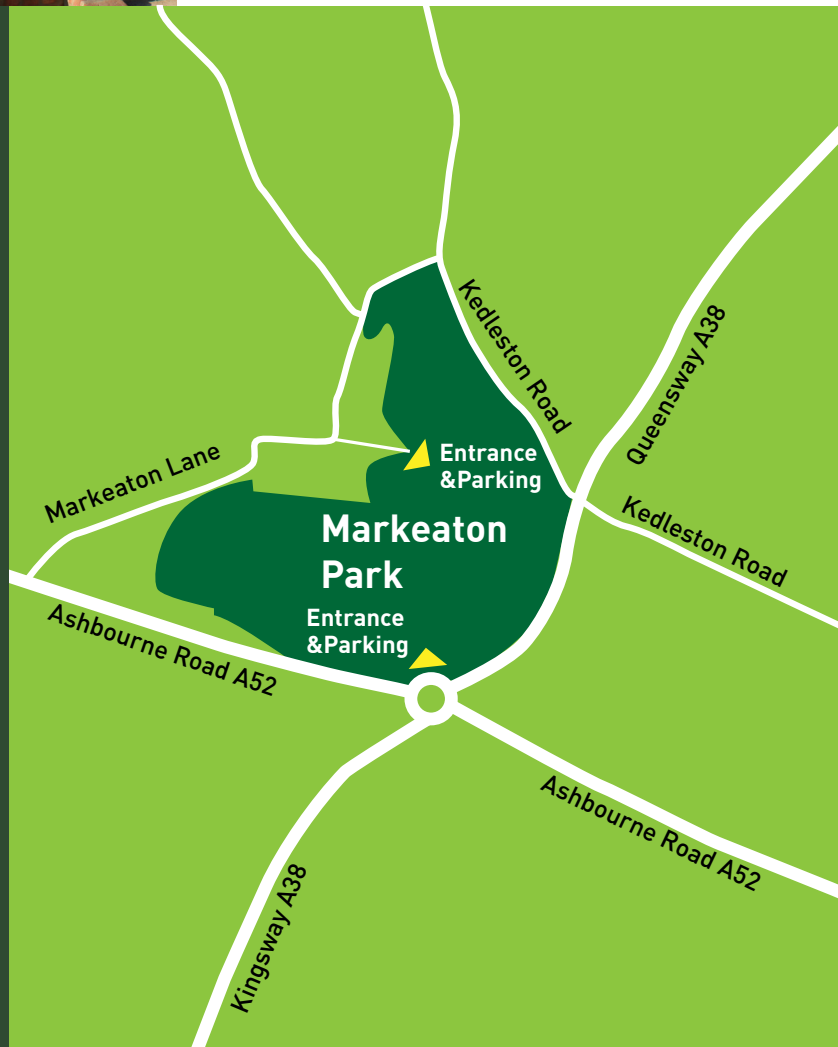 Kedleston Road
Queensway A38
Markeaton Lane
Entrance
&Parking
Kedleston Road
Markeaton
Park
Entrance
&Parking
Ashbourne Road A52
Ashbourne Road A52
Kingsway A38